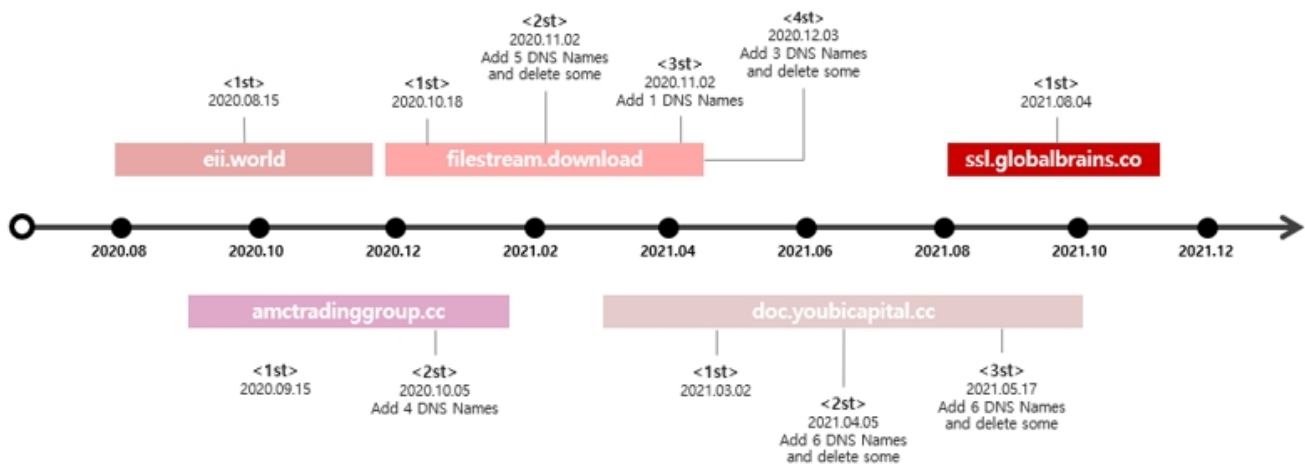 <1st>
2020.08.15
<1st>
2020.10.18
<2st>
2020.11.02
Add 5 DNS Names
and delete some
<3st>
2020.11.02
Add 1 DNS Names
<4st>
2020.12.03
Add 3 DNS Names
and delete some
<1st>
2021.08.04
eii.world
filestream.download
ssl.globalbrains.co
2020.08
2020.10
2020.12
2021.02
2021.04
2021.06
2021.08
2021.10
2021.12
amctradinggroup.cc
doc.youbicapital.cc
<1st>
2020.09.15
<2st>
2020.10.05
Add 4 DNS Names
<1st>
2021.03.02
<2st>
2021.04.05
Add 6 DNS Names
and delete some
<3st>
2021.05.17
Add 6 DNS Names
and delete some